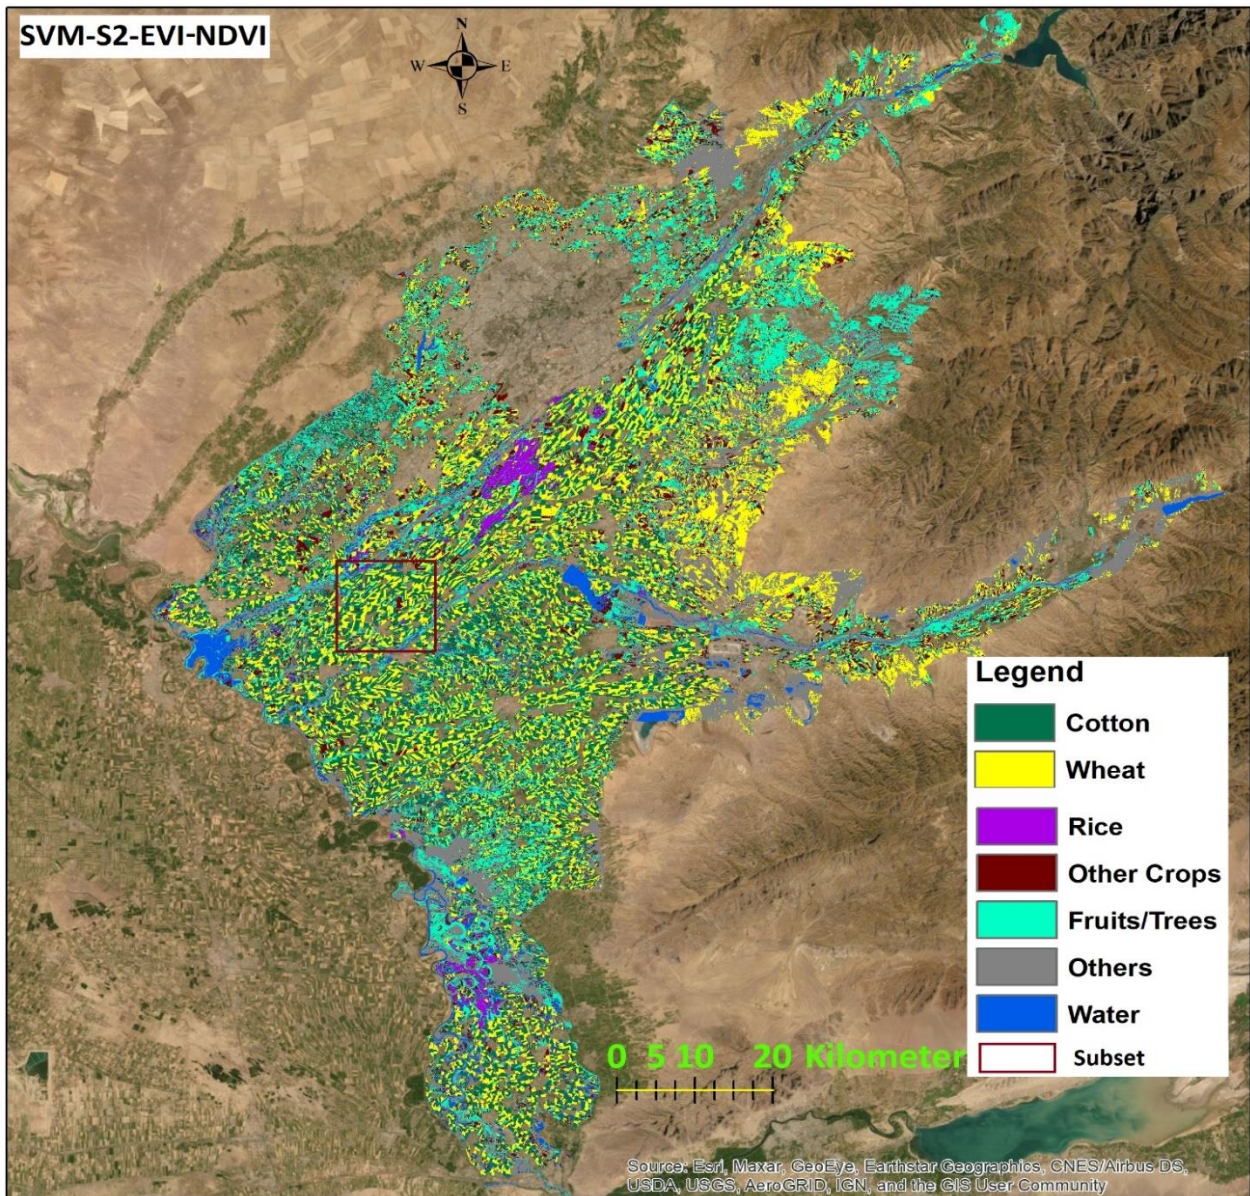 SVM-S2-EVI-NDVI
N
W E
S
Legend
Cotton
Wheat
Rice
Other Crops
Fruits/Trees
Others
Water
Subset
0 5 10 20 Kilometer
Source: Esri, Maxar, GeoEye, Earthstar Geographics, CNES/Airbus DS,
USDA, USGS, AeroGRID, IGN, and the GIS User Community